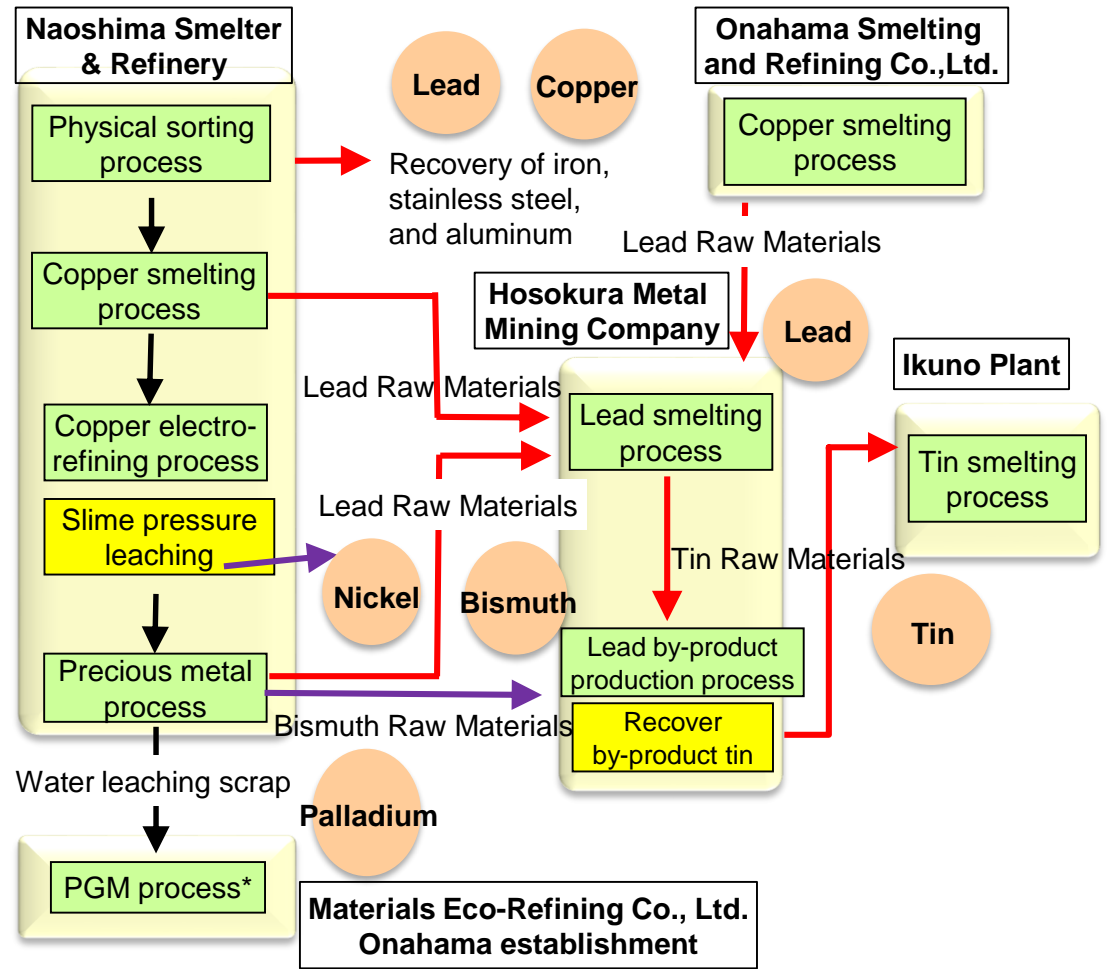 Naoshima Smelter
& Refinery
Physical sorting
process
Copper smelting
process
Copper electro-
refining process
Slime pressure
leaching
Precious metal
process
Water leaching scrap
PGM process*
Materials Eco-Refining Co., Ltd.
Onahama establishment
Lead
Copper
Recovery of iron,
stainless steel,
and aluminum
Lead Raw Materials
Lead Raw Materials
Nickel
Bismuth
Bismuth Raw Materials
Palladium
Onahama Smelting
and Refining Co.,Ltd.
Copper smelting
process
Lead Raw Materials
Hosokura Metal
Mining Company
Lead
Lead smelting
process
Tin Raw Materials
Lead by-product
production process
Recover
by-product tin
Ikuno Plant
Tin smelting
process
Tin